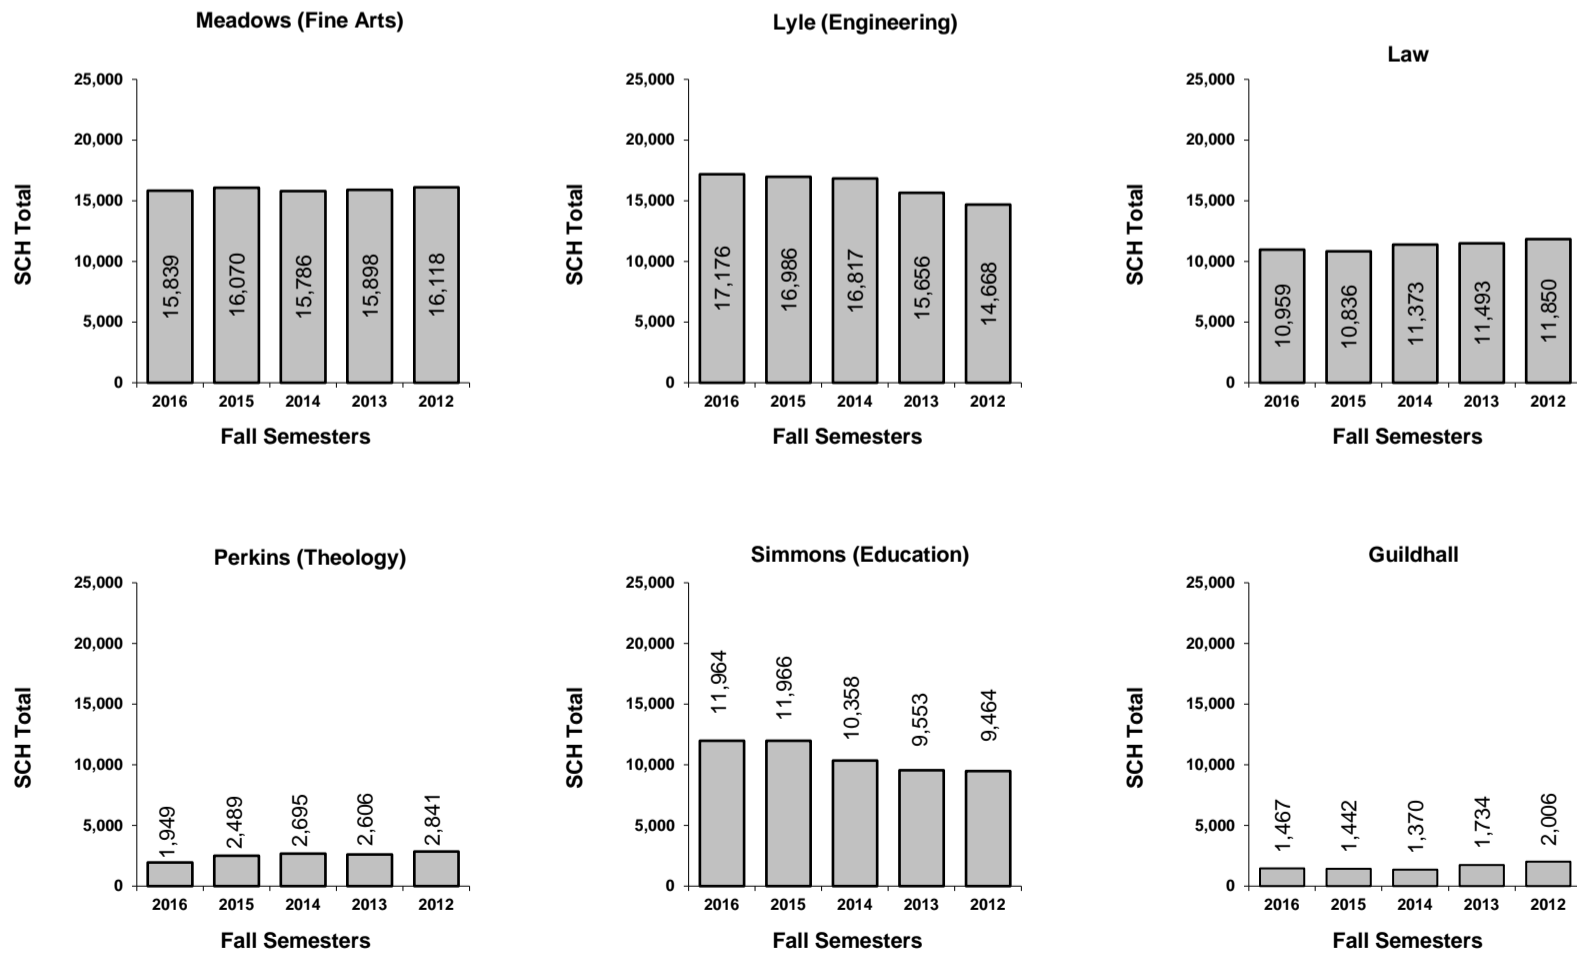 Meadows (Fine Arts)
SCH Total
25,000
20,000
15,000
10,000
5,000
0
15,839
16,070
15,786
15,898
16,118
2016 2015 2014 2013 2012
Fall Semesters
Lyle (Engineering)
SCH Total
25,000
20,000
15,000
10,000
5,000
0
17,176
16,986
16,817
15,656
14,668
2016 2015 2014 2013 2012
Fall Semesters
Law
SCH Total
25,000
20,000
15,000
10,000
5,000
0
10,959
10,836
11,373
11,493
11,850
2016 2015 2014 2013 2012
Fall Semesters
Perkins (Theology)
SCH Total
25,000
20,000
15,000
10,000
5,000
0
1,949
2,489
2,695
2,606
2,841
2016 2015 2014 2013 2012
Fall Semesters
Simmons (Education)
SCH Total
25,000
20,000
15,000
10,000
5,000
0
11,964
11,966
10,358
9,553
9,464
2016 2015 2014 2013 2012
Fall Semesters
Guildhall
SCH Total
25,000
20,000
15,000
10,000
5,000
0
1,467
1,442
1,370
1,734
2,006
2016 2015 2014 2013 2012
Fall Semesters